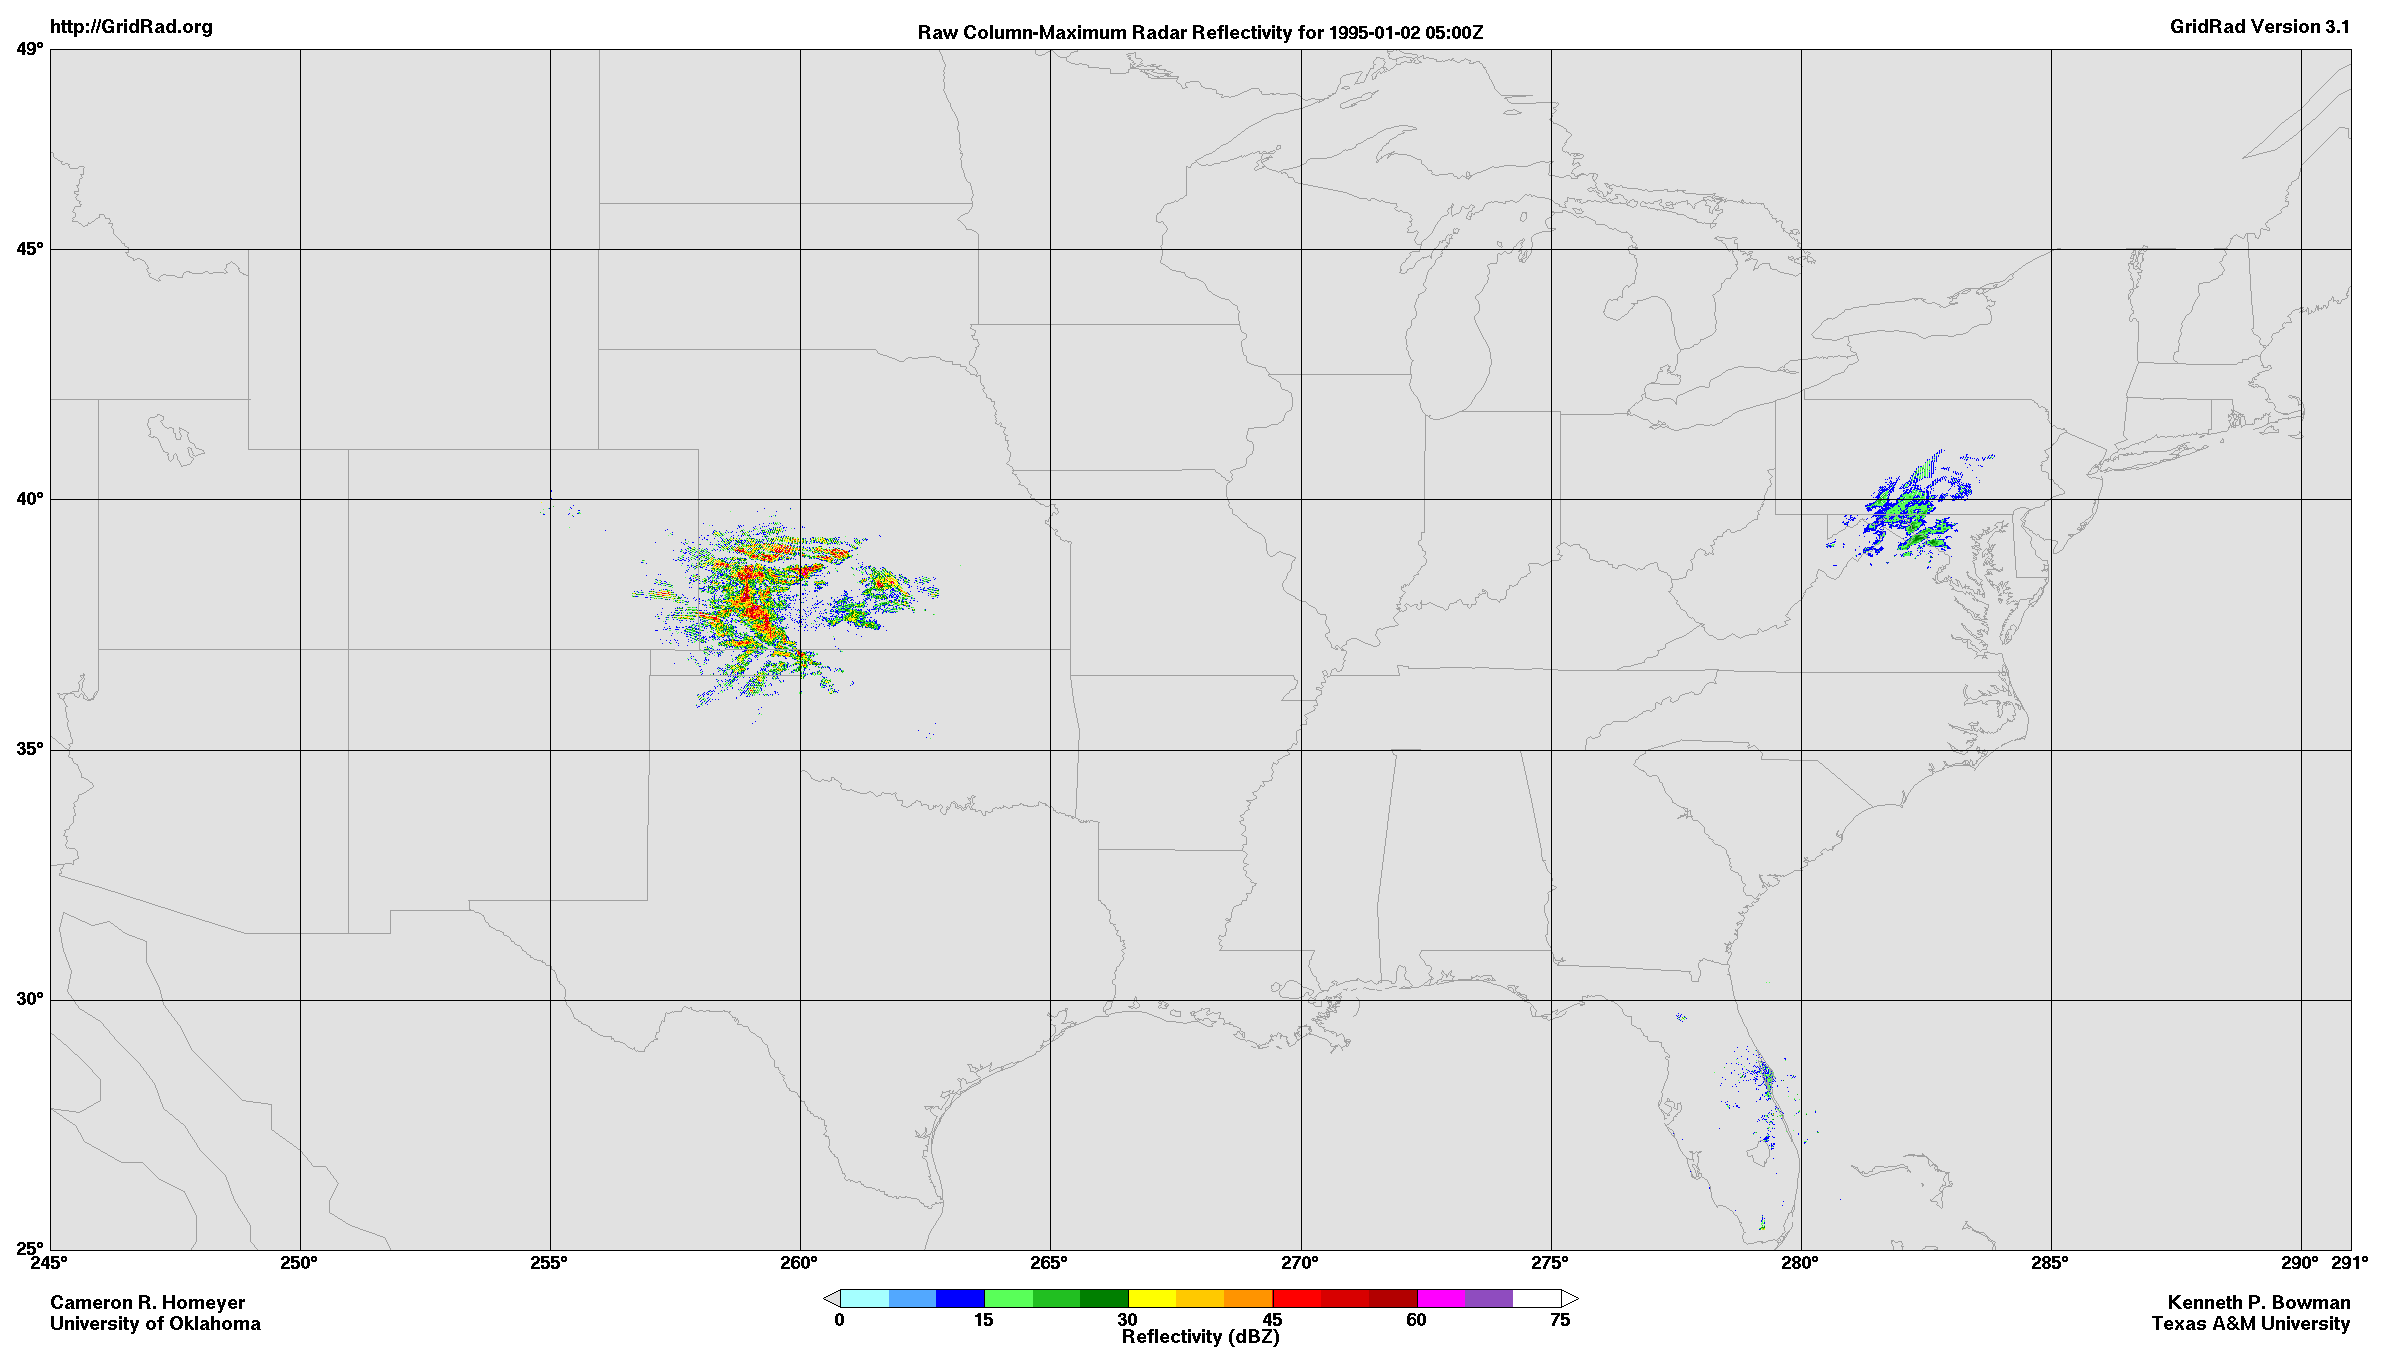 http://GridRad.org
Raw Column-Maximum Radar Reflectivity for 1995-01-02 05:00Z
GridRad Version 3.1
49°
45°
40°
35°
30°
25°
245° 250° 255° 260° 265° 270° 275° 280° 285° 290° 291°
0 15 30 45 60 75
Reflectivity (dBZ)
Cameron R. Homeyer
University of Oklahoma
Kenneth P. Bowman
Texas A&M University